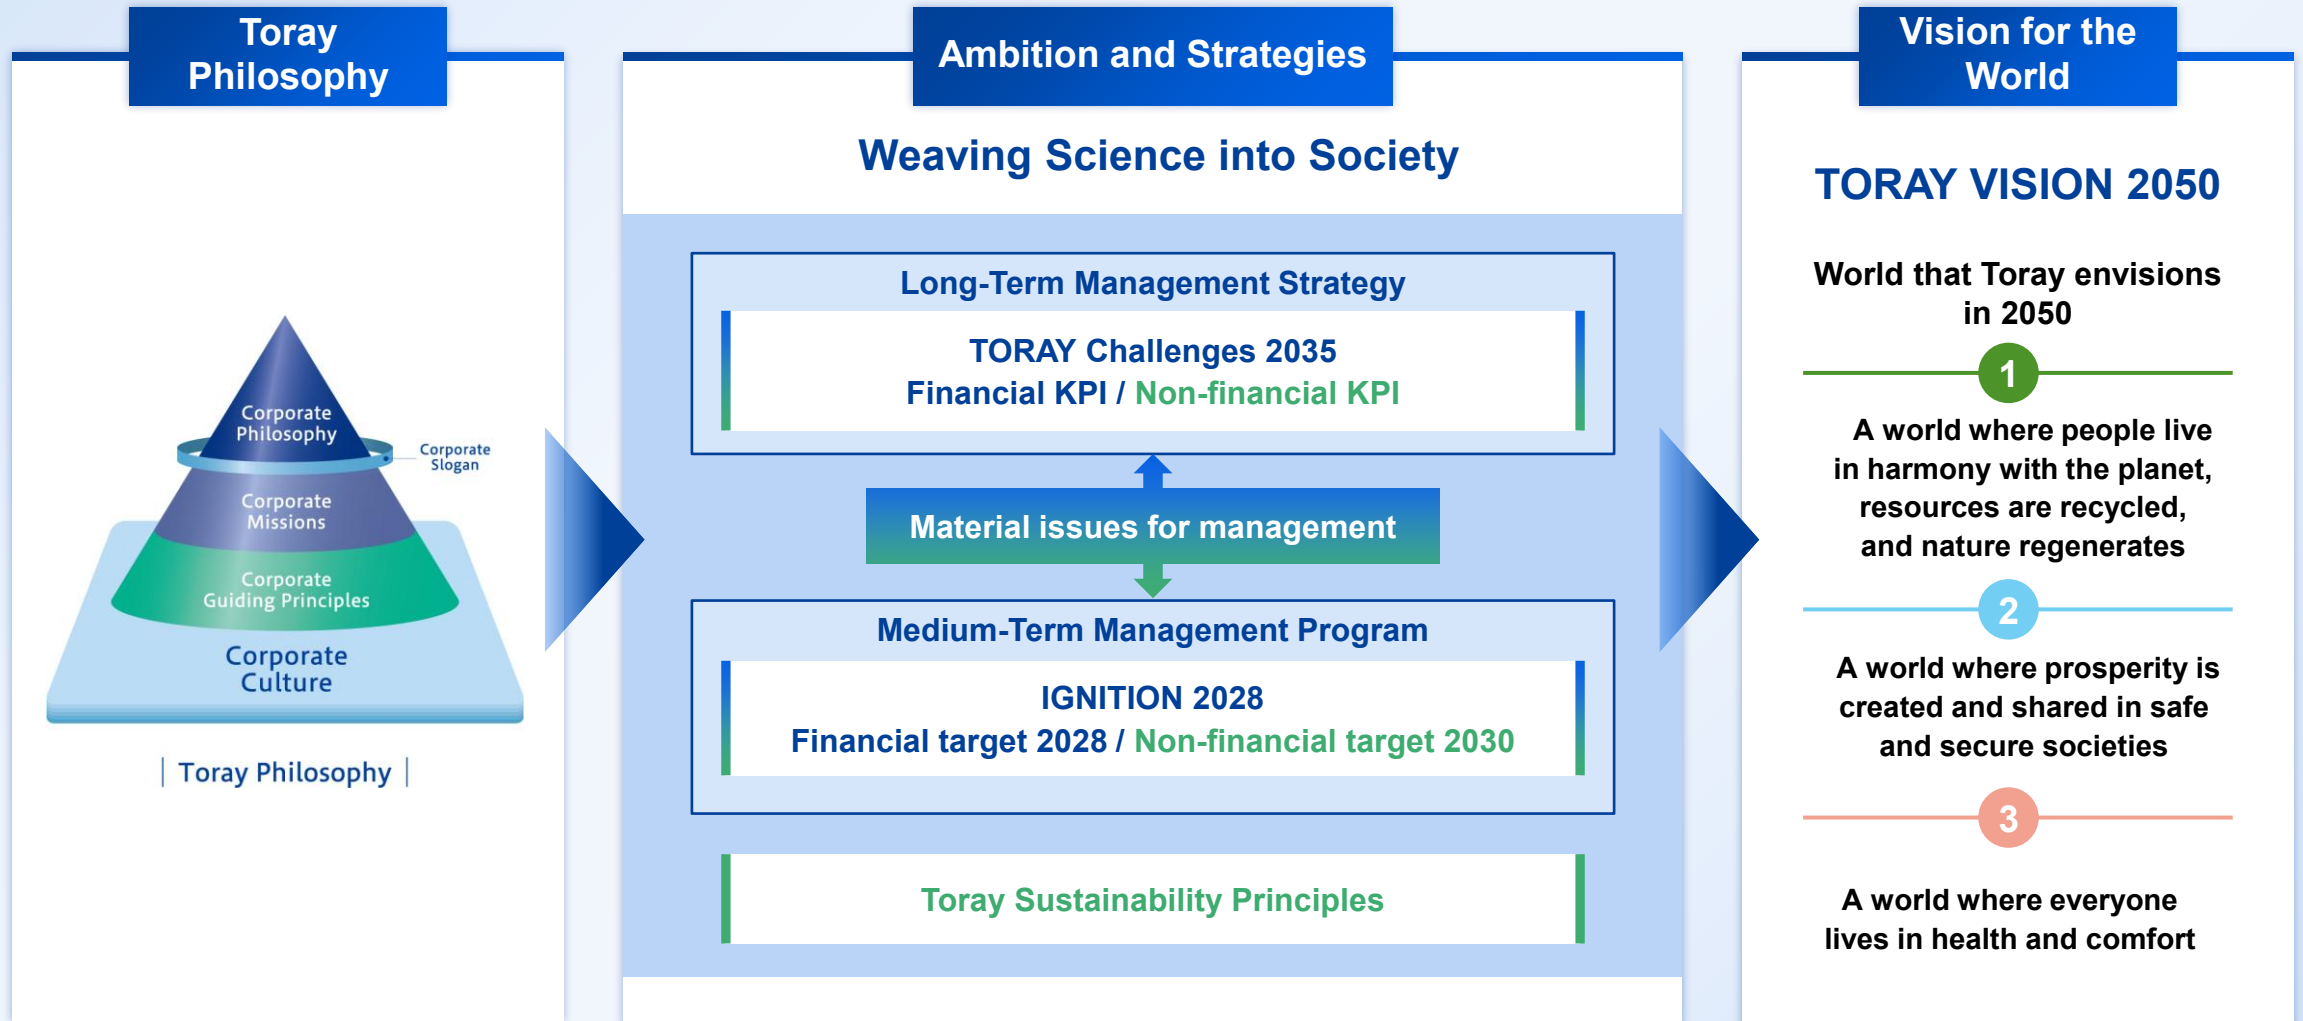 Toray
Philosophy
Corporate
Philosophy
Corporate
Slogan
Corporate
Missions
Corporate
Guiding Principles
Corporate
Culture
| Toray Philosophy |
Ambition and Strategies
Weaving Science into Society
Long-Term Management Strategy
TORAY Challenges 2035
Financial KPI / Non-financial KPI
Material issues for management
Medium-Term Management Program
IGNITION 2028
Financial target 2028 / Non-financial target 2030
Toray Sustainability Principles
Vision for the
World
TORAY VISION 2050
World that Toray envisions
in 2050
1
A world where people live
in harmony with the planet,
resources are recycled,
and nature regenerates
2
A world where prosperity is
created and shared in safe
and secure societies
3
A world where everyone
lives in health and comfort